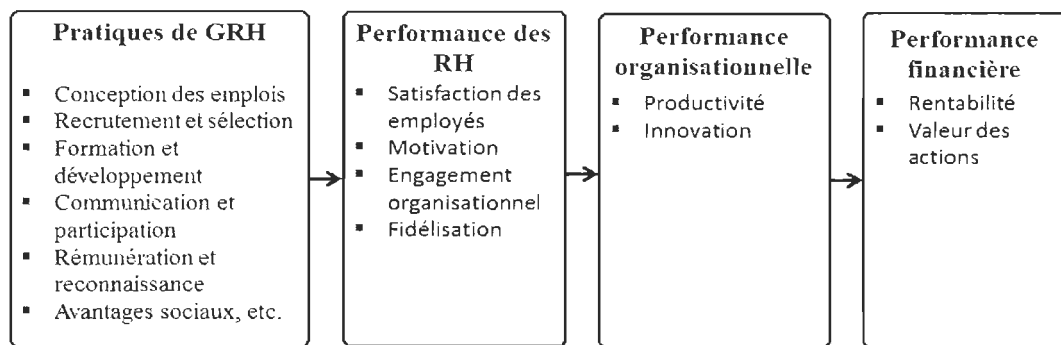 Pratiques de GRH
▪ Conception des emplois
▪ Recrutement et sélection
▪ Formation et
développement
▪ Communication et
participation
▪ Rémunération et
reconnaissance
▪ Avantages sociaux, etc.
Performance des
RH
▪ Satisfaction des
employés
▪ Motivation
▪ Engagement
organisationnel
▪ Fidélisation
Performance
organisationnelle
▪ Productivité
▪ Innovation
Performance
financière
▪ Rentabilité
▪ Valeur des
actions